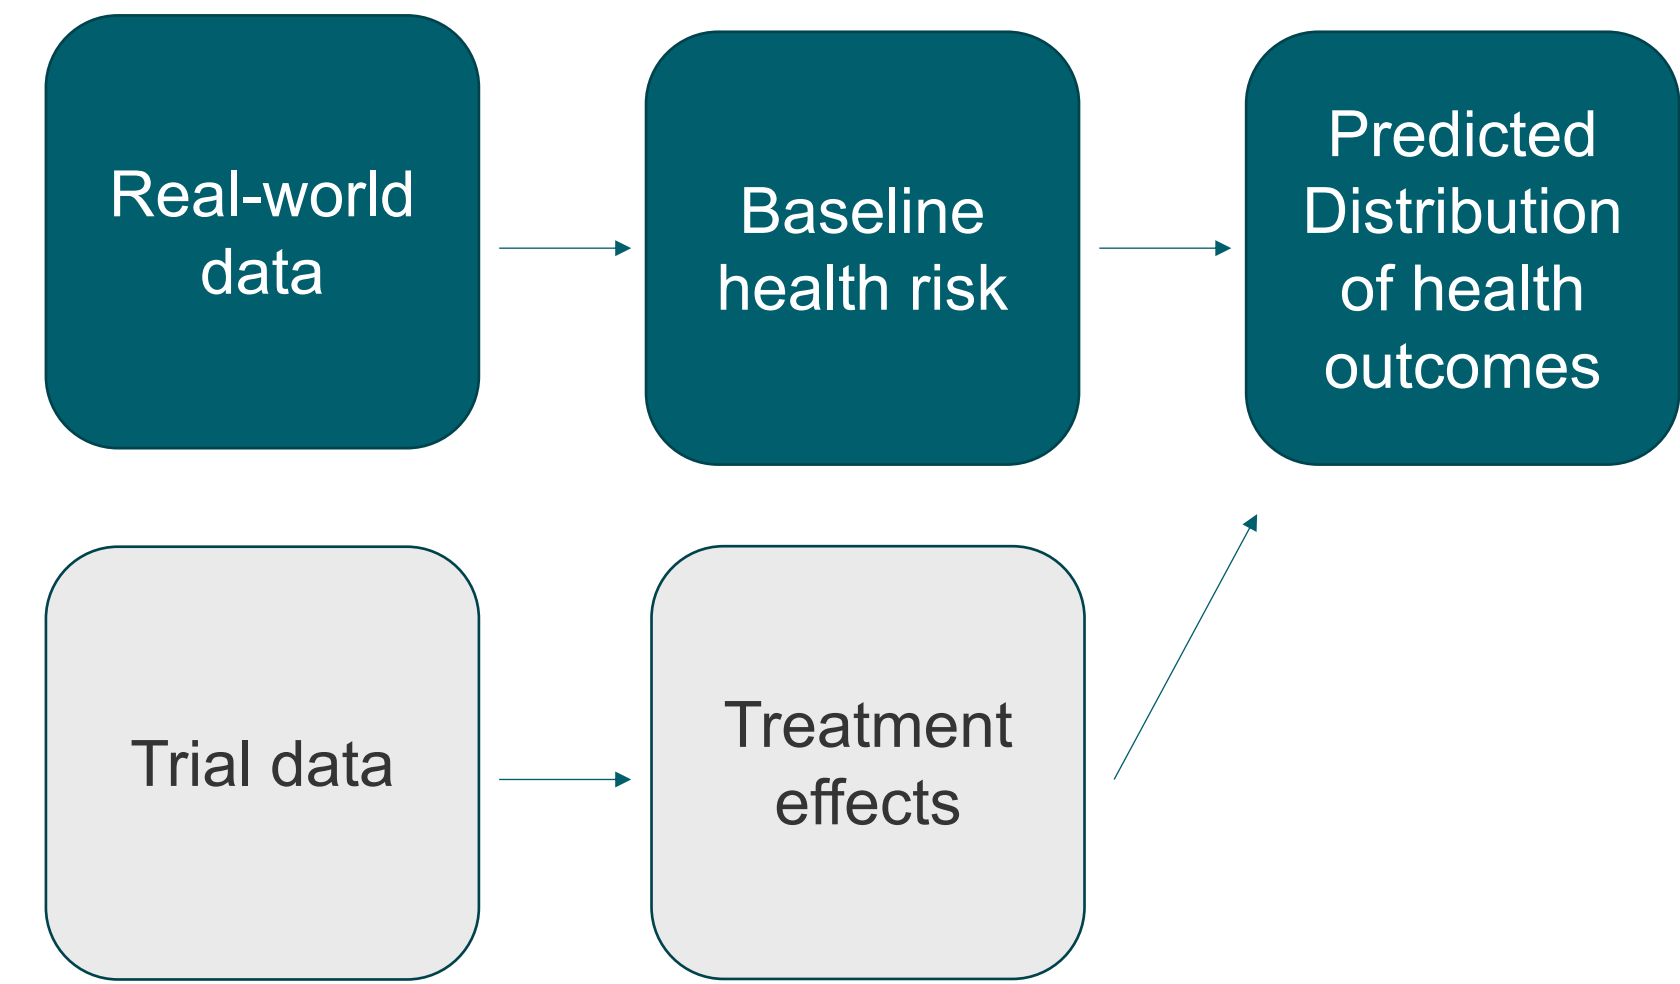 Real-world
data
Baseline
health risk
Predicted
Distribution
of health
outcomes
Trial data
Treatment
effects